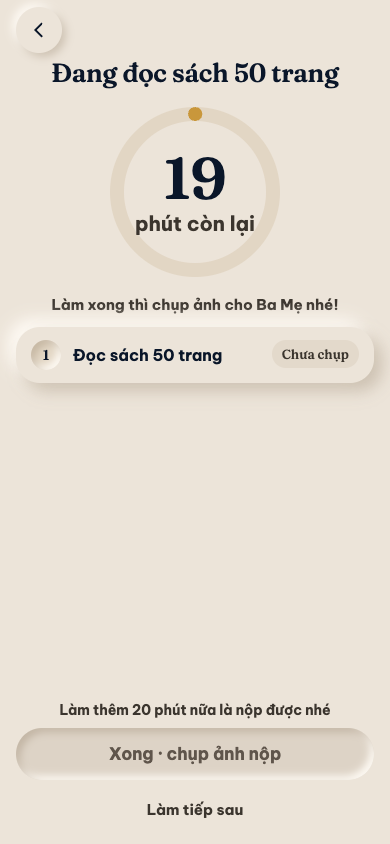 Đang đọc sách 50 trang
19
phút còn lại
Làm xong thì chụp ảnh cho Ba Mẹ nhé!
1 Đọc sách 50 trang Chưa chụp
Làm thêm 20 phút nữa là nộp được nhé
Xong · chụp ảnh nộp
Làm tiếp sau